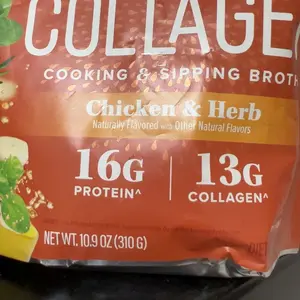 COLLAGE
COOKING & SIPPING BROTH
Chicken & Herb
Naturally Flavored with Other Natural Flavors
16G 13G
PROTEIN^ COLLAGEN^
NET WT. 10.9 OZ (310 G)